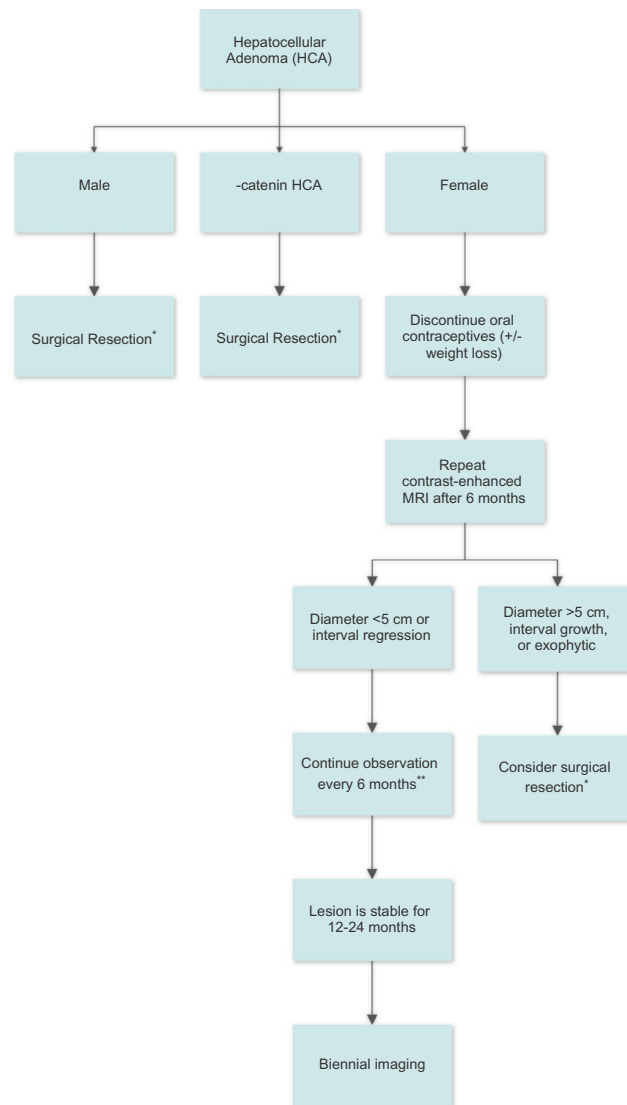 Hepatocellular
Adenoma (HCA)
Male
-catenin HCA
Female
Surgical Resection*
Surgical Resection*
Discontinue oral
contraceptives (+/-
weight loss)
Repeat
contrast-enhanced
MRI after 6 months
Diameter <5 cm or
interval regression
Diameter >5 cm,
interval growth,
or exophytic
Continue observation
every 6 months**
Consider surgical
resection*
Lesion is stable for
12-24 months
Biennial imaging